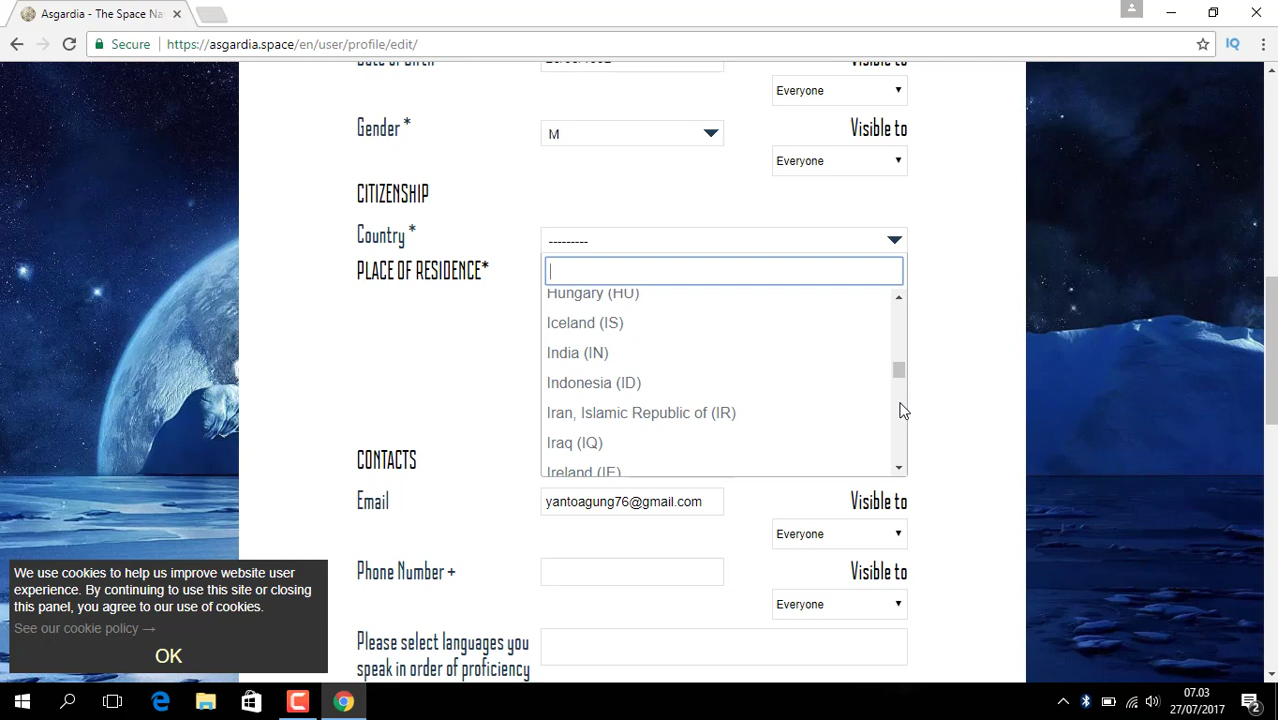 Asgardia - The Space Na
Secure https://asgardia.space/en/user/profile/edit/
IQ
Visible to
Everyone
Gender * M Visible to
Everyone
CITIZENSHIP
Country * ---------
PLACE OF RESIDENCE*
Hungary (HU)
Iceland (IS)
India (IN)
Indonesia (ID)
Iran, Islamic Republic of (IR)
Iraq (IQ)
Ireland (IE)
CONTACTS
Email yantoagung76@gmail.com Visible to
Everyone
Phone Number + Visible to
Everyone
Please select languages you
speak in order of proficiency
We use cookies to help us improve website user
experience. By continuing to use this site or closing
this panel, you agree to our use of cookies.
See our cookie policy →
OK
07.03
27/07/2017
2